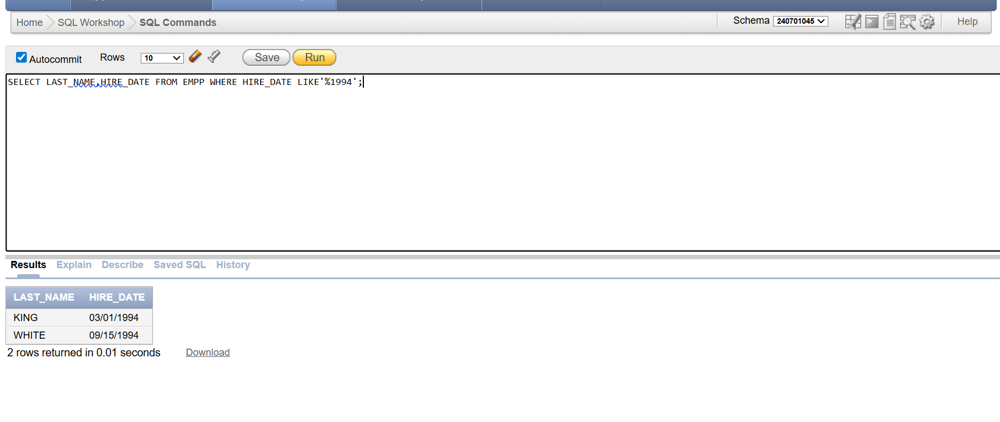 Home SQL Workshop SQL Commands Schema 240701045 Help
Autocommit Rows 10 Save Run
SELECT LAST_NAME,HIRE_DATE FROM EMPP WHERE HIRE_DATE LIKE'%1994';
Results Explain Describe Saved SQL History
LAST_NAME HIRE_DATE
KING 03/01/1994
WHITE 09/15/1994
2 rows returned in 0.01 seconds Download